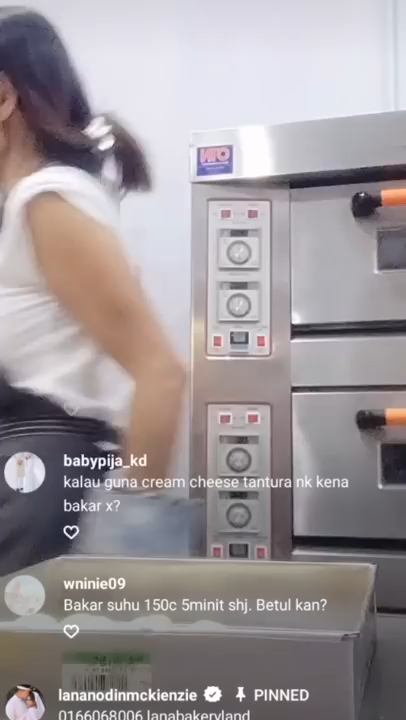 babypija_kd
kalau guna cream cheese tantura nk kena
bakar x?
wninie09
Bakar suhu 150c 5minit shj. Betul kan?
lananodinmckienzie PINNED
0166068006 lanabakeryland